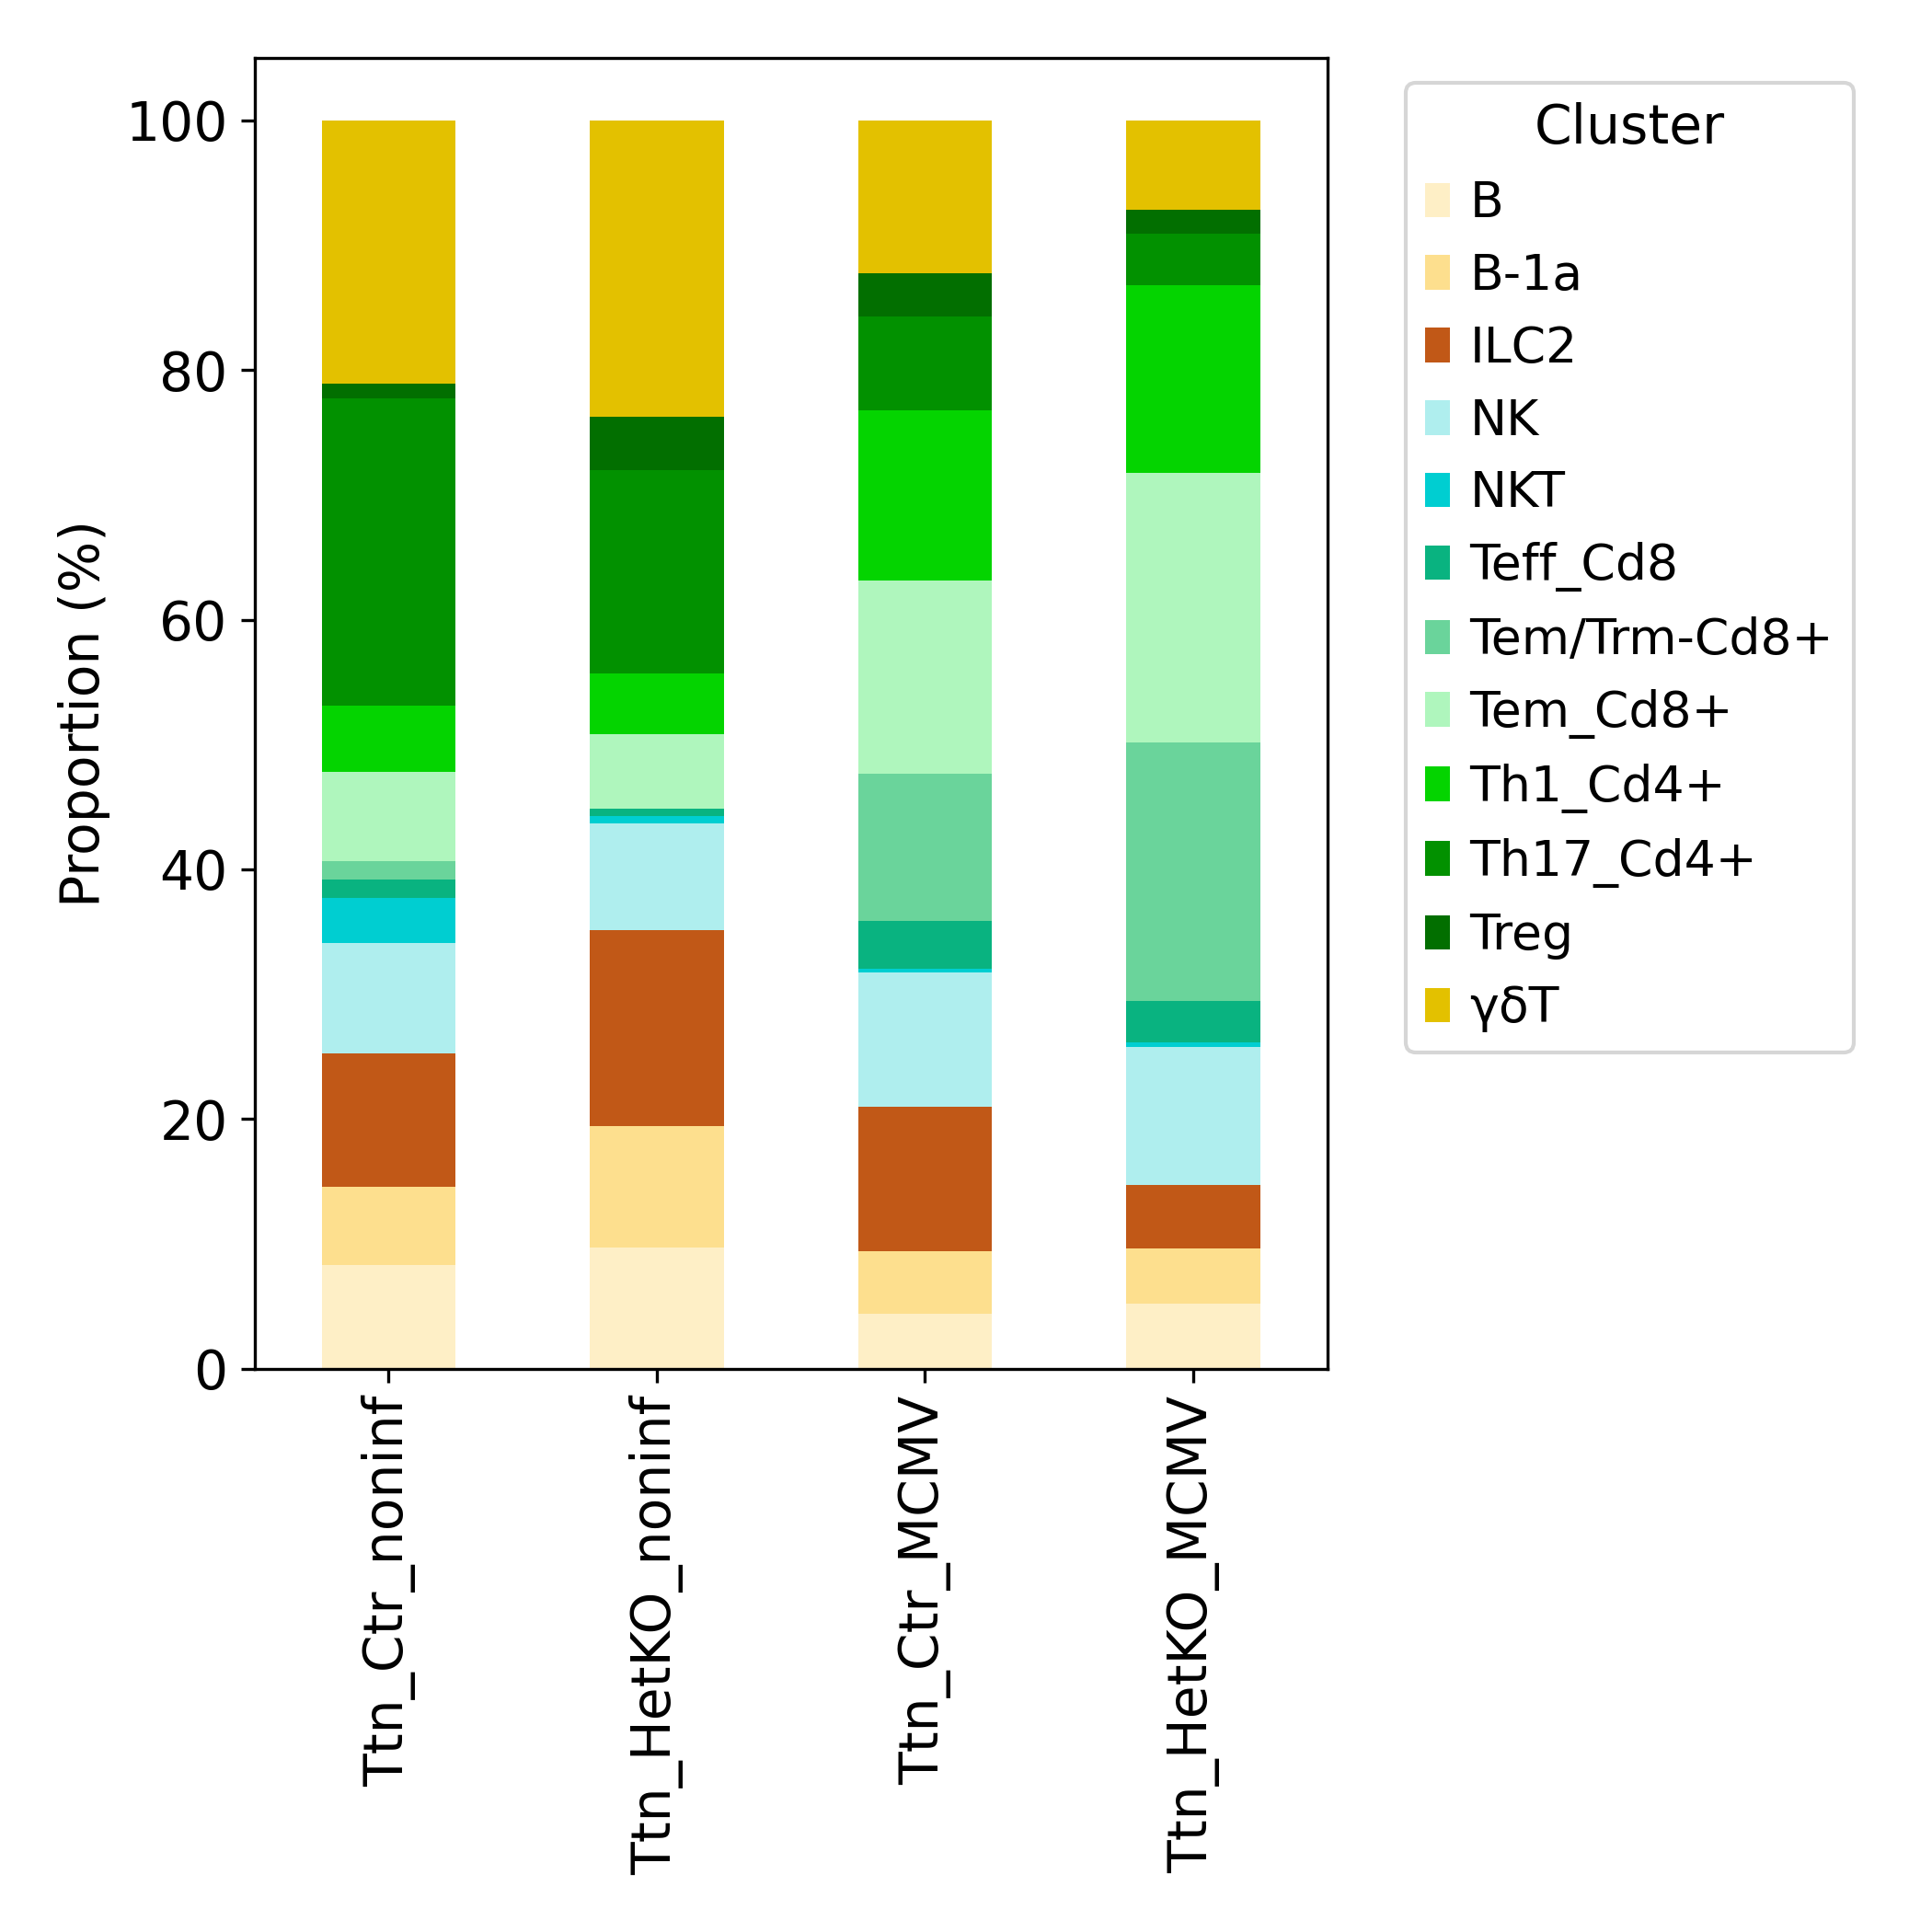 100
80
60
40
20
0
Proportion (%)
Ttn_Ctr_noninf
Ttn_HetKO_noninf
Ttn_Ctr_MCMV
Ttn_HetKO_MCMV
Cluster
B
B-1a
ILC2
NK
NKT
Teff_Cd8
Tem/Trm-Cd8+
Tem_Cd8+
Th1_Cd4+
Th17_Cd4+
Treg
γδT